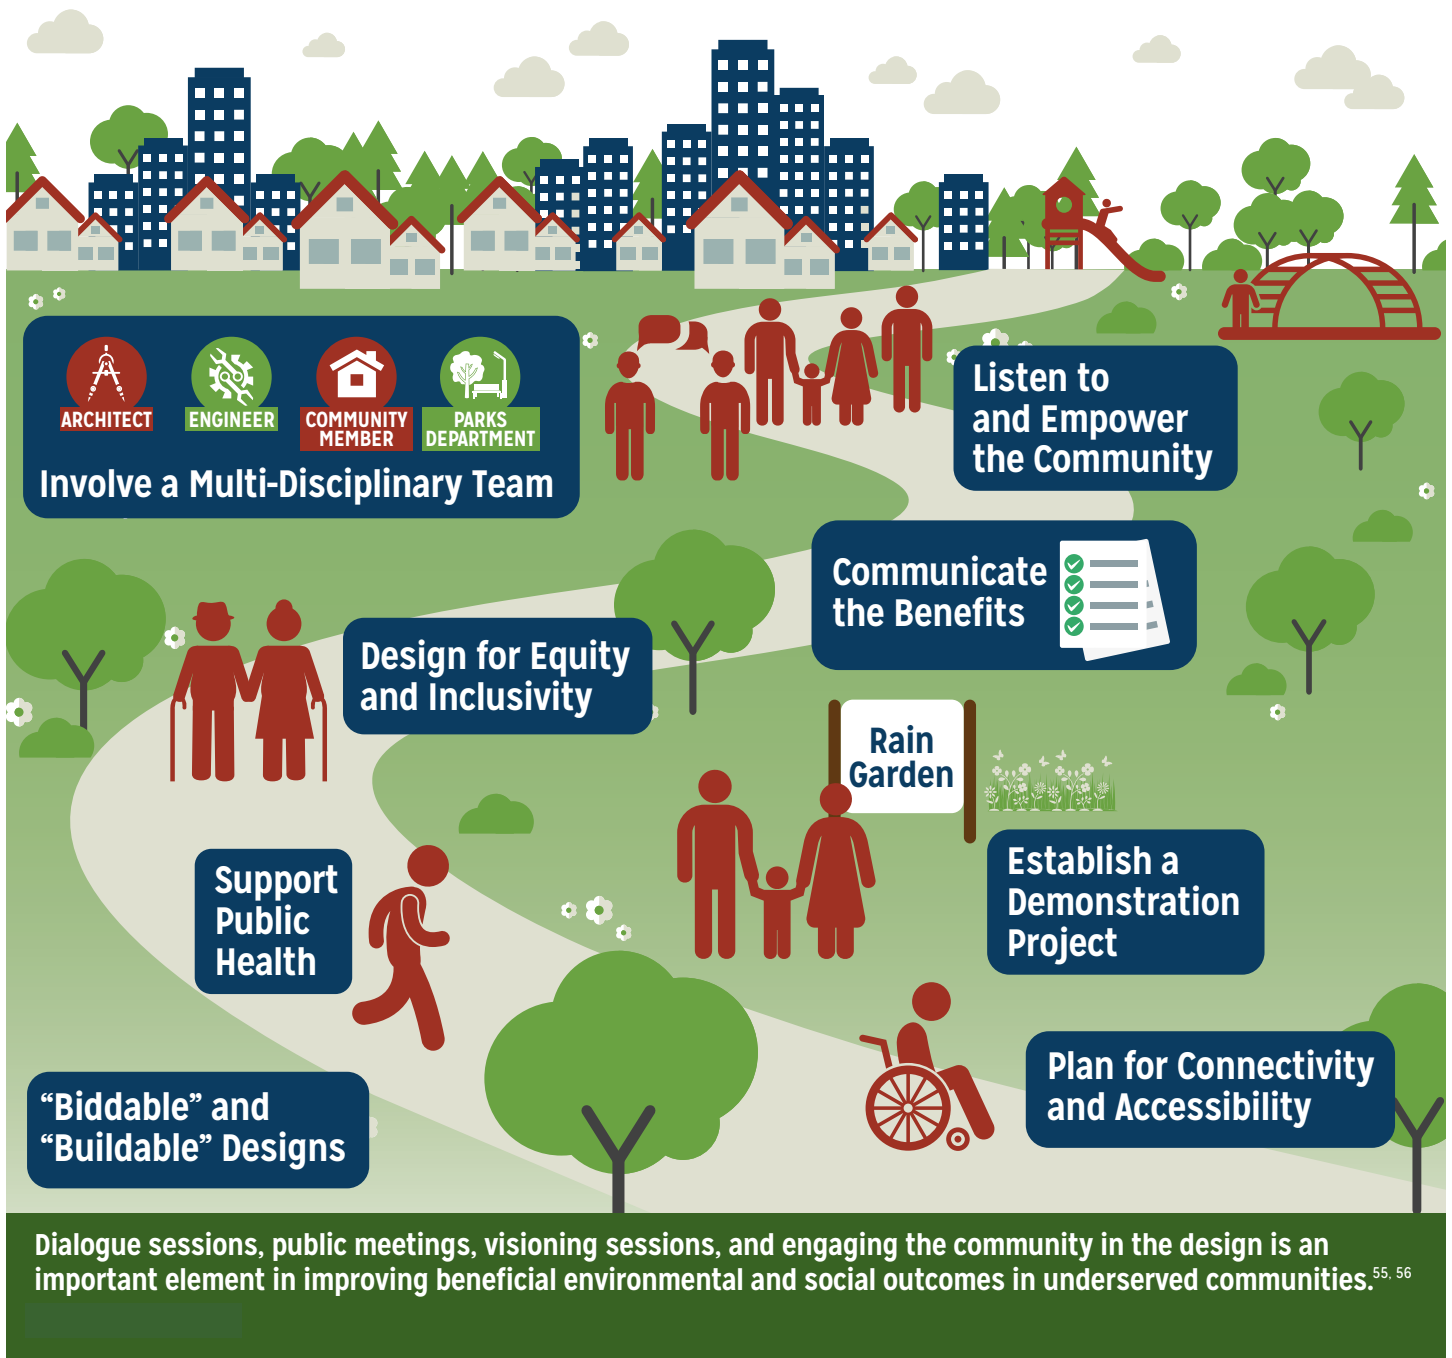 ARCHITECT
ENGINEER
COMMUNITY
MEMBER
PARKS
DEPARTMENT
Involve a Multi-Disciplinary Team
Listen to
and Empower
the Community
Communicate
the Benefits
Design for Equity
and Inclusivity
Rain
Garden
Support
Public
Health
Establish a
Demonstration
Project
Plan for Connectivity
and Accessibility
“Biddable” and
“Buildable” Designs
Dialogue sessions, public meetings, visioning sessions, and engaging the community in the design is an
important element in improving beneficial environmental and social outcomes in underserved communities.55, 56